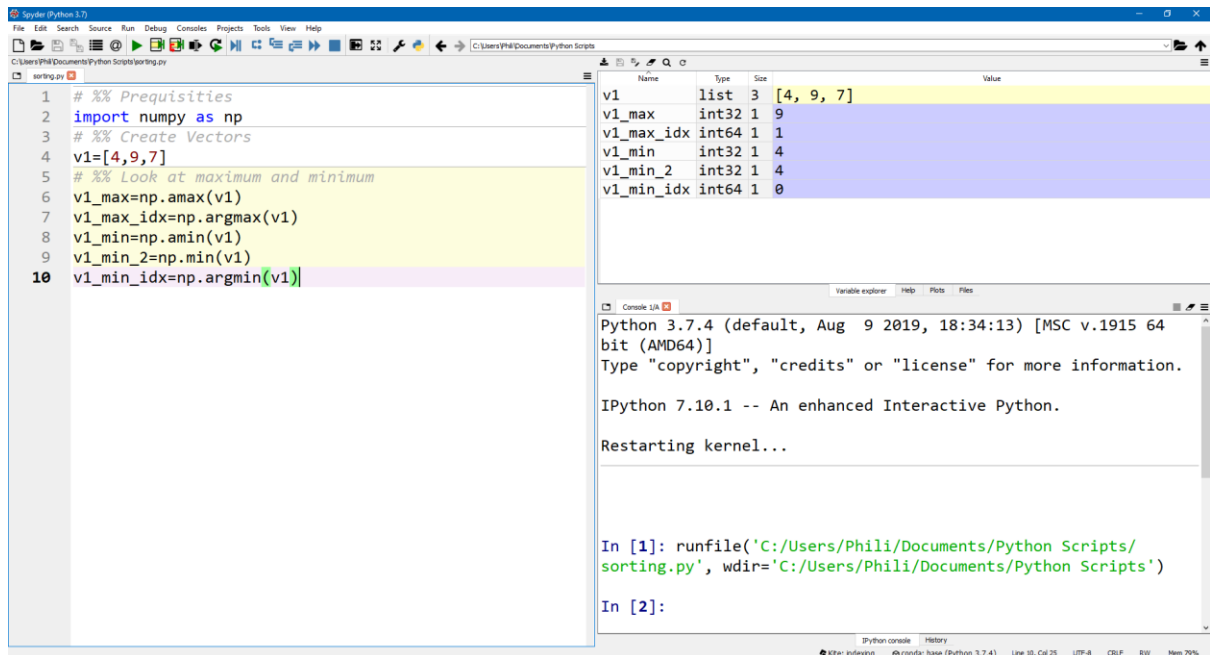 Spyder (Python 3.7)
File Edit Search Source Run Debug Consoles Projects Tools View Help
C:\Users\Phili\Documents\Python Scripts
C:\Users\Phili\Documents\Python Scripts\sorting.py
sorting.py
1 # %% Prequisities
2 import numpy as np
3 # %% Create Vectors
4 v1=[4,9,7]
5 # %% Look at maximum and minimum
6 v1_max=np.amax(v1)
7 v1_max_idx=np.argmax(v1)
8 v1_min=np.amin(v1)
9 v1_min_2=np.min(v1)
10 v1_min_idx=np.argmin(v1)
Name Type Size Value
v1 list 3 [4, 9, 7]
v1_max int32 1 9
v1_max_idx int64 1 1
v1_min int32 1 4
v1_min_2 int32 1 4
v1_min_idx int64 1 0
Variable explorer Help Plots Files
Console 1/A
Python 3.7.4 (default, Aug 9 2019, 18:34:13) [MSC v.1915 64
bit (AMD64)]
Type "copyright", "credits" or "license" for more information.
IPython 7.10.1 -- An enhanced Interactive Python.
Restarting kernel...
In [1]: runfile('C:/Users/Phili/Documents/Python Scripts/
sorting.py', wdir='C:/Users/Phili/Documents/Python Scripts')
In [2]:
IPython console History
Kite: indexing conda: base (Python 3.7.4) Line 10, Col 25 UTF-8 CRLF RW Mem 79%